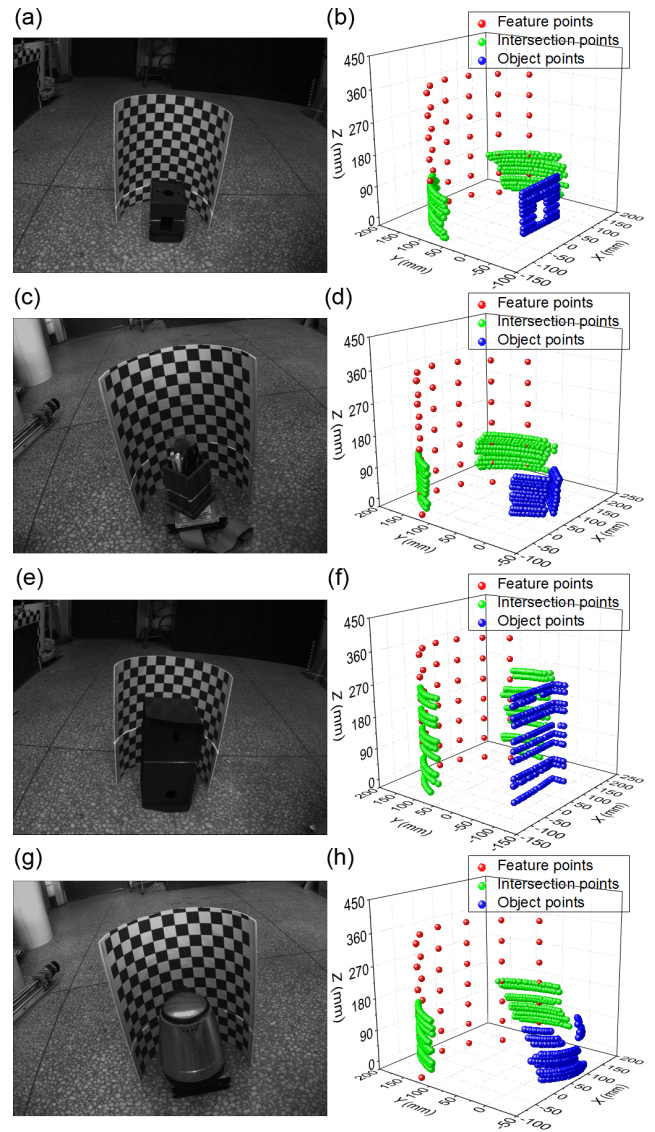 (a)
(b)
Feature points
Intersection points
Object points
450
360
270
180
90
0
Z (mm)
200
150
100
50
0
-50
-100
Y (mm)
-100
-50
0
50
100
150
200
X (mm)
(c)
(d)
Feature points
Intersection points
Object points
450
360
270
180
90
0
Z (mm)
200
150
100
50
0
-50
Y (mm)
-100
-50
0
50
100
150
200
250
X (mm)
(e)
(f)
Feature points
Intersection points
Object points
450
360
270
180
90
0
Z (mm)
200
150
100
50
0
-50
-100
-150
Y (mm)
-150
-100
-50
0
50
100
150
200
250
X (mm)
(g)
(h)
Feature points
Intersection points
Object points
450
360
270
180
90
0
Z (mm)
200
150
100
50
0
-50
Y (mm)
-100
-50
0
50
100
150
200
X (mm)